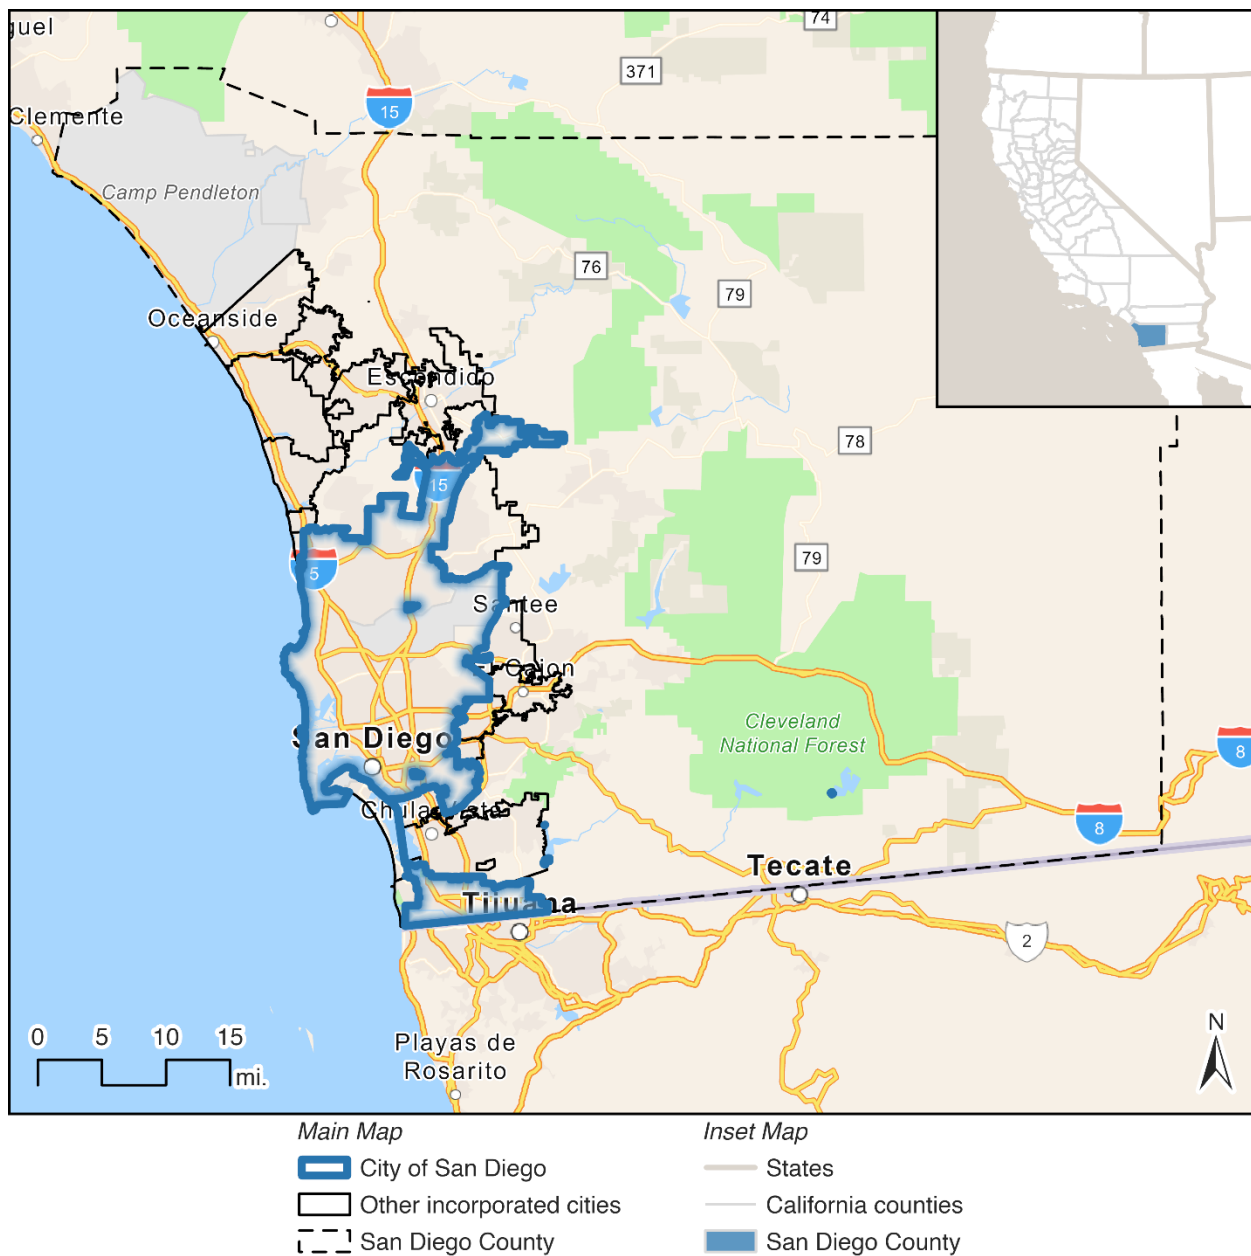 guel
74
371
15
Clemente
Camp Pendleton
76
79
Oceanside
Escondido
78
15
5
79
Santee
El Cajon
Cleveland
National Forest
San Diego
8
Chula Vista
8
Tecate
Tijuana
2
N
0 5 10 15
mi.
Playas de
Rosarito
Main Map
City of San Diego
Other incorporated cities
San Diego County
Inset Map
States
California counties
San Diego County